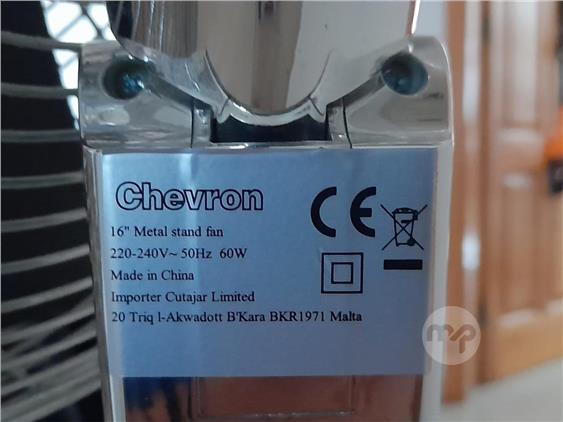 Chevron
16" Metal stand fan
220-240V~ 50Hz 60W
Made in China
Importer Cutajar Limited
20 Triq l-Akwadott B'Kara BKR1971 Malta
CE
mp